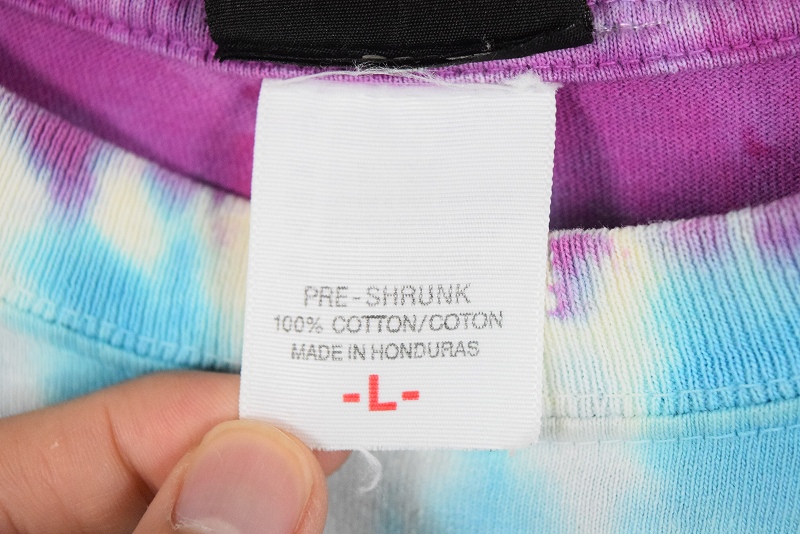 PRE-SHRUNK
100% COTTON/COTON
MADE IN HONDURAS
-L-